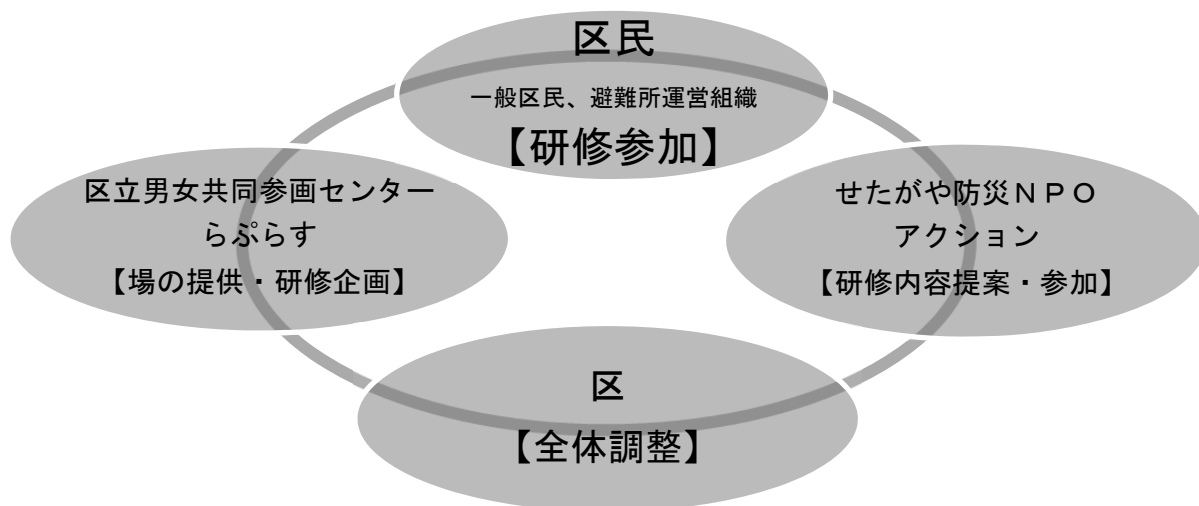 区民
一般区民、避難所運営組織
【研修参加】
区立男女共同参画センター
らぷらす
【場の提供・研修企画】
せたがや防災ＮＰＯ
アクション
【研修内容提案・参加】
区
【全体調整】